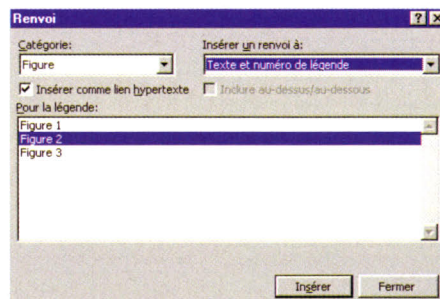 Renvoi
Catégorie:
Insérer un renvoi à:
Figure
Texte et numéro de légende
Insérer comme lien hypertexte
Inclure au-dessus/au-dessous
Pour la légende:
Figure 1
Figure 2
Figure 3
Insérer
Fermer